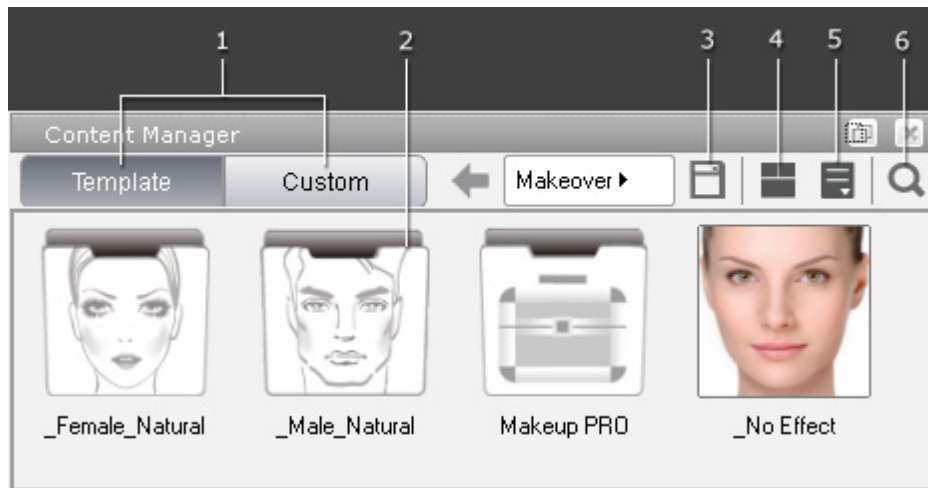 1 2 3 4 5 6
Content Manager
Template Custom Makeover
_Female_Natural _Male_Natural Makeup PRO _No Effect